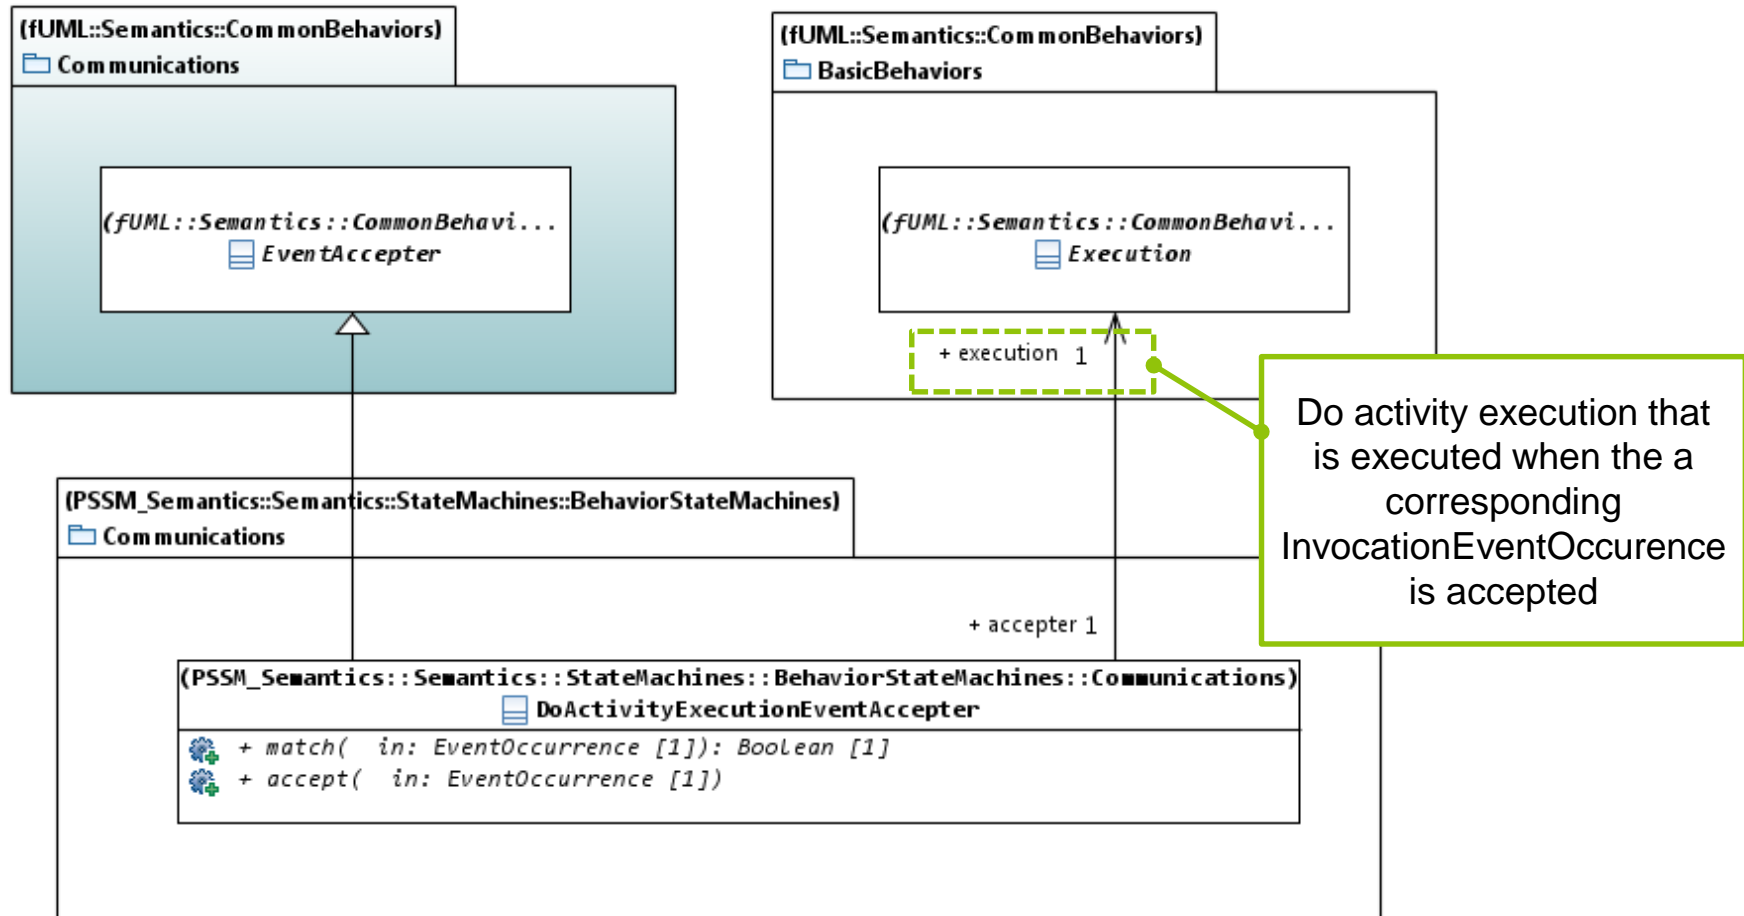 (fUML::Semantics::CommonBehaviors)
Communications
(fUML::Semantics::CommonBehavi...
EventAccepter
(fUML::Semantics::CommonBehaviors)
BasicBehaviors
(fUML::Semantics::CommonBehavi...
Execution
+ execution 1
Do activity execution that
is executed when the a
corresponding
InvocationEventOccurence
is accepted
(PSSM_Semantics::Semantics::StateMachines::BehaviorStateMachines)
Communications
+ accepter 1
(PSSM_Semantics::Semantics::StateMachines::BehaviorStateMachines::Communications)
DoActivityExecutionEventAccepter
+ match( in: EventOccurrence [1]): Boolean [1]
+ accept( in: EventOccurrence [1])